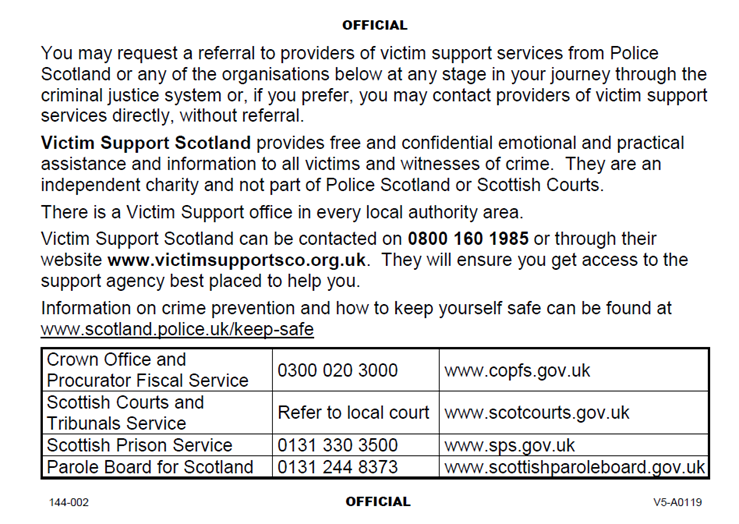 OFFICIAL
You may request a referral to providers of victim support services from Police
Scotland or any of the organisations below at any stage in your journey through the
criminal justice system or, if you prefer, you may contact providers of victim support
services directly, without referral.
Victim Support Scotland provides free and confidential emotional and practical
assistance and information to all victims and witnesses of crime.  They are an
independent charity and not part of Police Scotland or Scottish Courts.
There is a Victim Support office in every local authority area.
Victim Support Scotland can be contacted on 0800 160 1985 or through their
website www.victimsupportsco.org.uk.  They will ensure you get access to the
support agency best placed to help you.
Information on crime prevention and how to keep yourself safe can be found at
www.scotland.police.uk/keep-safe
Crown Office and
Procurator Fiscal Service
0300 020 3000
www.copfs.gov.uk
Scottish Courts and
Tribunals Service
Refer to local court
www.scotcourts.gov.uk
Scottish Prison Service
0131 330 3500
www.sps.gov.uk
Parole Board for Scotland
0131 244 8373
www.scottishparoleboard.gov.uk
144-002
OFFICIAL
V5-A0119